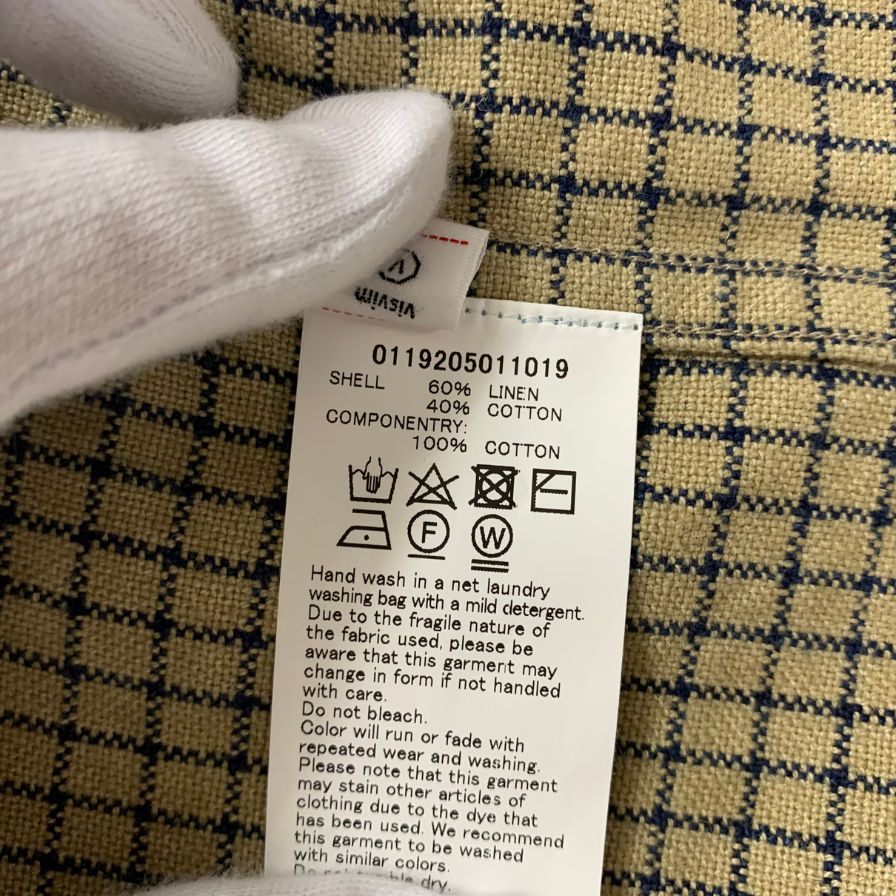 visvim
0119205011019
SHELL 60% LINEN
40% COTTON
COMPONENTRY:
100% COTTON
F W
Hand wash in a net laundry
washing bag with a mild detergent.
Due to the fragile nature of
the fabric used, please be
aware that this garment may
change in form if not handled
with care.
Do not bleach.
Color will run or fade with
repeated wear and washing.
Please note that this garment
may stain other articles of
clothing due to the dye that
has been used. We recommend
this garment to be washed
with similar colors.
Do not tumble dry.